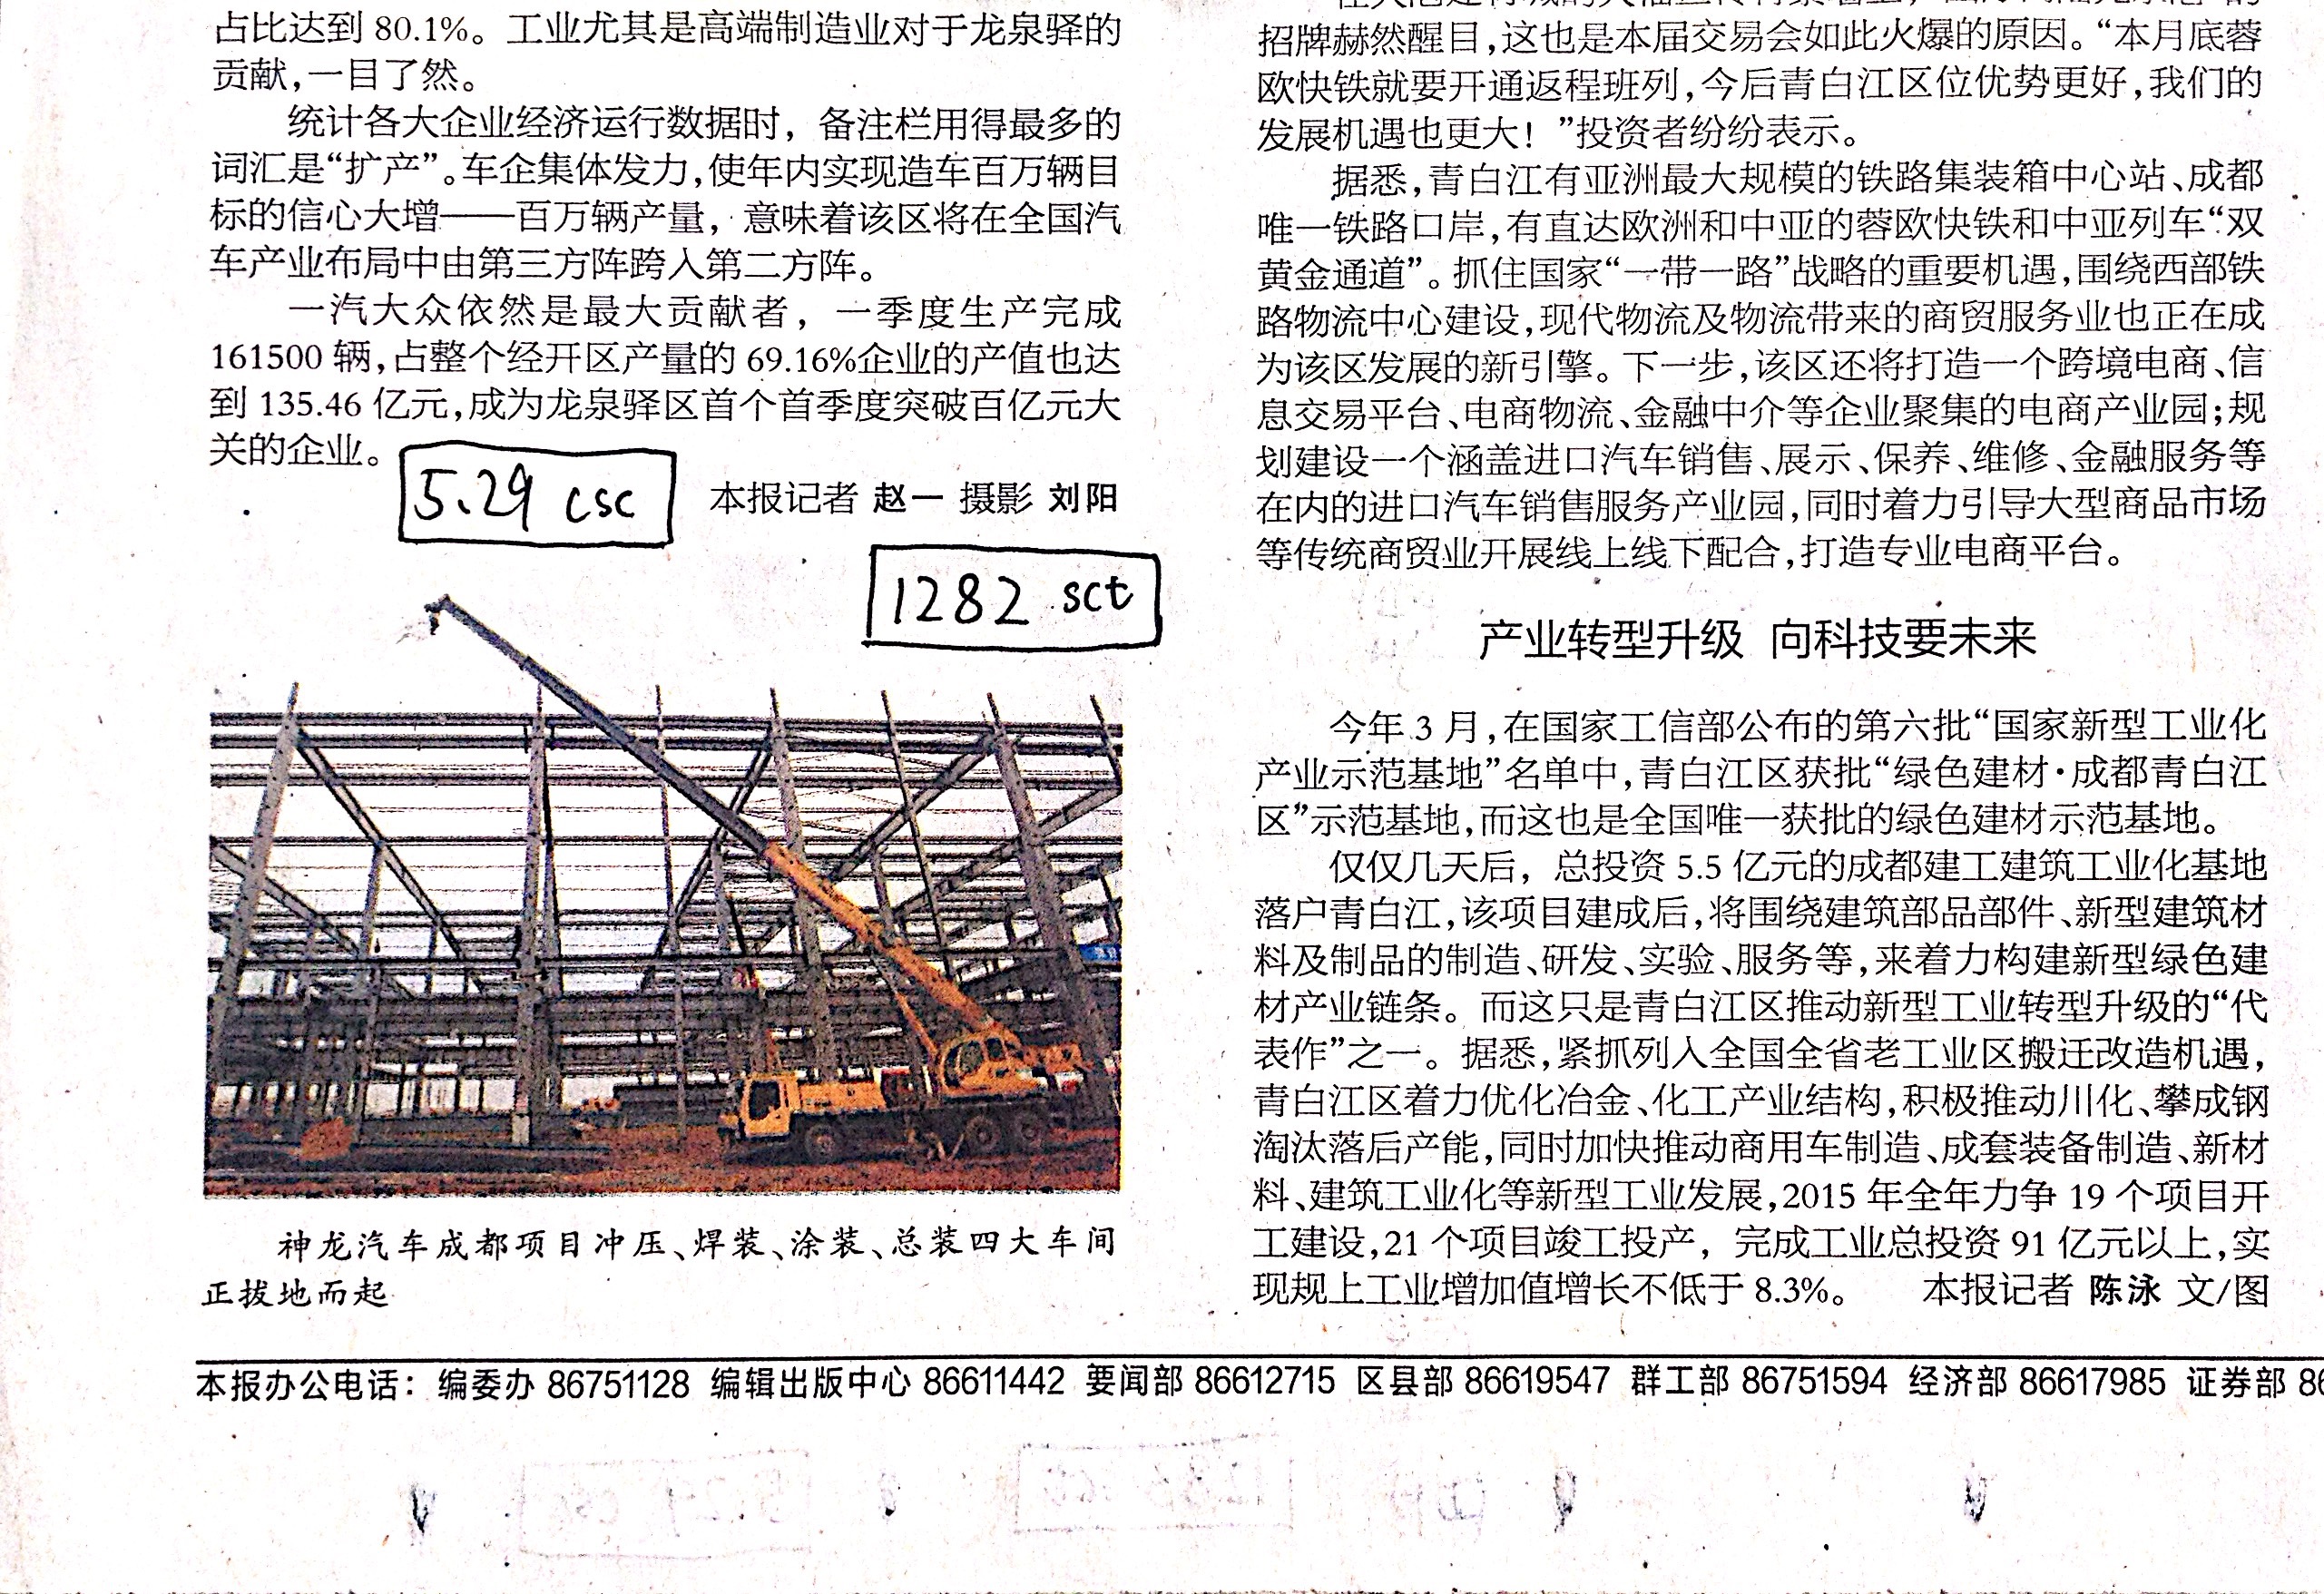 占比达到 80.1%。工业尤其是高端制造业对于龙泉驿的
贡献,一目了然。
统计各大企业经济运行数据时，备注栏用得最多的
词汇是“扩产”。车企集体发力,使年内实现造车百万辆目
标的信心大增——百万辆产量，意味着该区将在全国汽
车产业布局中由第三方阵跨入第二方阵。
一汽大众依然是最大贡献者，一季度生产完成
161500 辆,占整个经开区产量的 69.16%企业的产值也达
到 135.46 亿元,成为龙泉驿区首个首季度突破百亿元大
关的企业。
5.29 csc
本报记者 赵一 摄影 刘阳
1282 sct
神龙汽车成都项目冲压、焊装、涂装、总装四大车间
正拔地而起
招牌赫然醒目,这也是本届交易会如此火爆的原因。“本月底蓉
欧快铁就要开通返程班列,今后青白江区位优势更好,我们的
发展机遇也更大！”投资者纷纷表示。
据悉,青白江有亚洲最大规模的铁路集装箱中心站、成都
唯一铁路口岸,有直达欧洲和中亚的蓉欧快铁和中亚列车“双
黄金通道”。抓住国家“一带一路”战略的重要机遇,围绕西部铁
路物流中心建设,现代物流及物流带来的商贸服务业也正在成
为该区发展的新引擎。下一步,该区还将打造一个跨境电商、信
息交易平台、电商物流、金融中介等企业聚集的电商产业园;规
划建设一个涵盖进口汽车销售、展示、保养、维修、金融服务等
在内的进口汽车销售服务产业园,同时着力引导大型商品市场
等传统商贸业开展线上线下配合,打造专业电商平台。
产业转型升级 向科技要未来
今年 3 月,在国家工信部公布的第六批“国家新型工业化
产业示范基地”名单中,青白江区获批“绿色建材·成都青白江
区”示范基地,而这也是全国唯一获批的绿色建材示范基地。
仅仅几天后，总投资 5.5 亿元的成都建工建筑工业化基地
落户青白江,该项目建成后,将围绕建筑部品部件、新型建筑材
料及制品的制造、研发、实验、服务等,来着力构建新型绿色建
材产业链条。而这只是青白江区推动新型工业转型升级的“代
表作”之一。据悉,紧抓列入全国全省老工业区搬迁改造机遇,
青白江区着力优化冶金、化工产业结构,积极推动川化、攀成钢
淘汰落后产能,同时加快推动商用车制造、成套装备制造、新材
料、建筑工业化等新型工业发展,2015 年全年力争 19 个项目开
工建设,21 个项目竣工投产，完成工业总投资 91 亿元以上,实
现规上工业增加值增长不低于 8.3%。 本报记者 陈泳 文/图
本报办公电话：编委办 86751128 编辑出版中心 86611442 要闻部 86612715 区县部 86619547 群工部 86751594 经济部 86617985 证券部 86